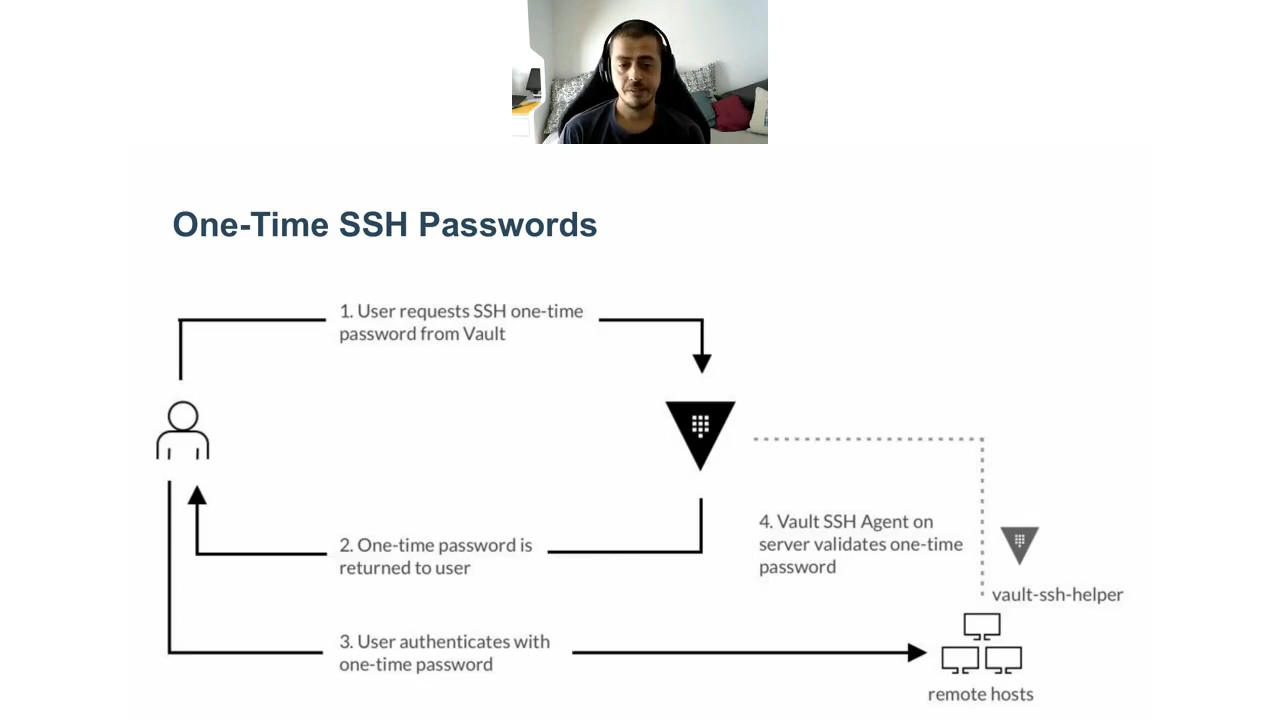 One-Time SSH Passwords
1. User requests SSH one-time
password from Vault
2. One-time password is
returned to user
4. Vault SSH Agent on
server validates one-time
password
vault-ssh-helper
3. User authenticates with
one-time password
remote hosts